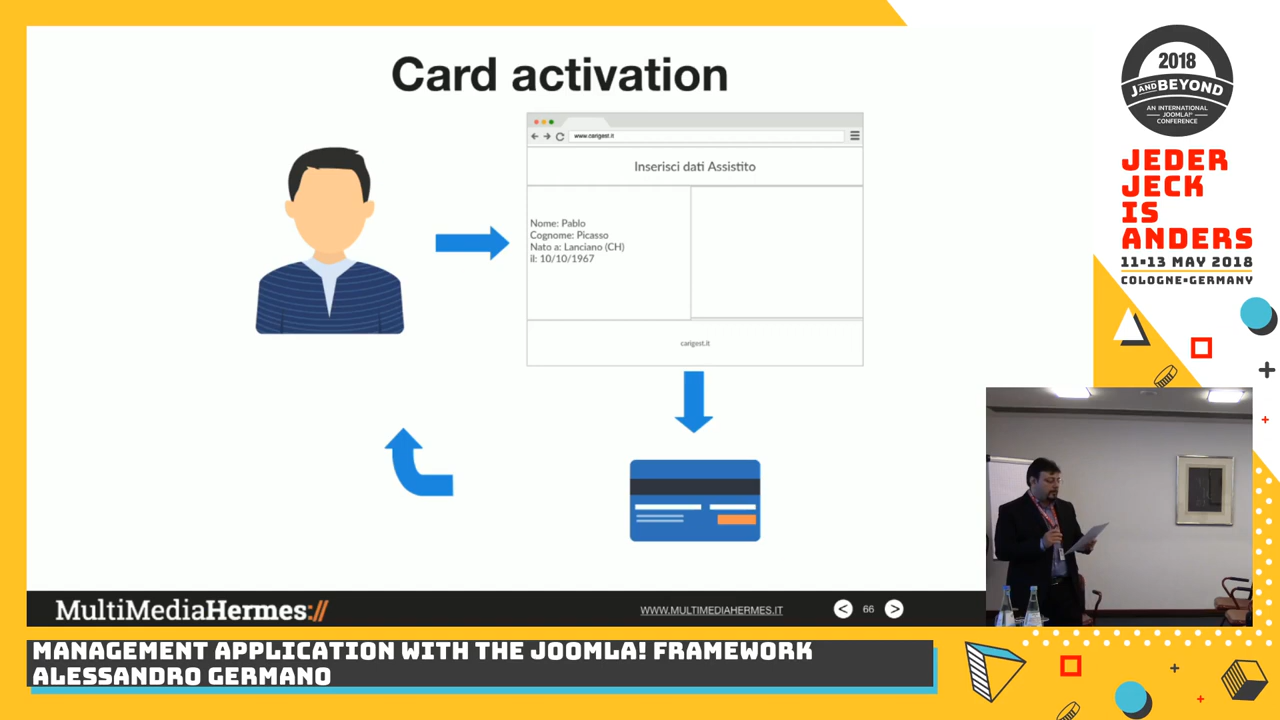 Card activation
www.carigest.it
Inserisci dati Assistito
Nome: Pablo
Cognome: Picasso
Nato a: Lanciano (CH)
il: 10/10/1967
carigest.it
MultiMediaHermes://
WWW.MULTIMEDIAHERMES.IT
<
66
>
2018
J AND BEYOND
AN INTERNATIONAL
JOOMLA!®
CONFERENCE
JEDER
JECK
IS
ANDERS
11-13 MAY 2018
COLOGNE-GERMANY
MANAGEMENT APPLICATION WITH THE JOOMLA! FRAMEWORK
ALESSANDRO GERMANO